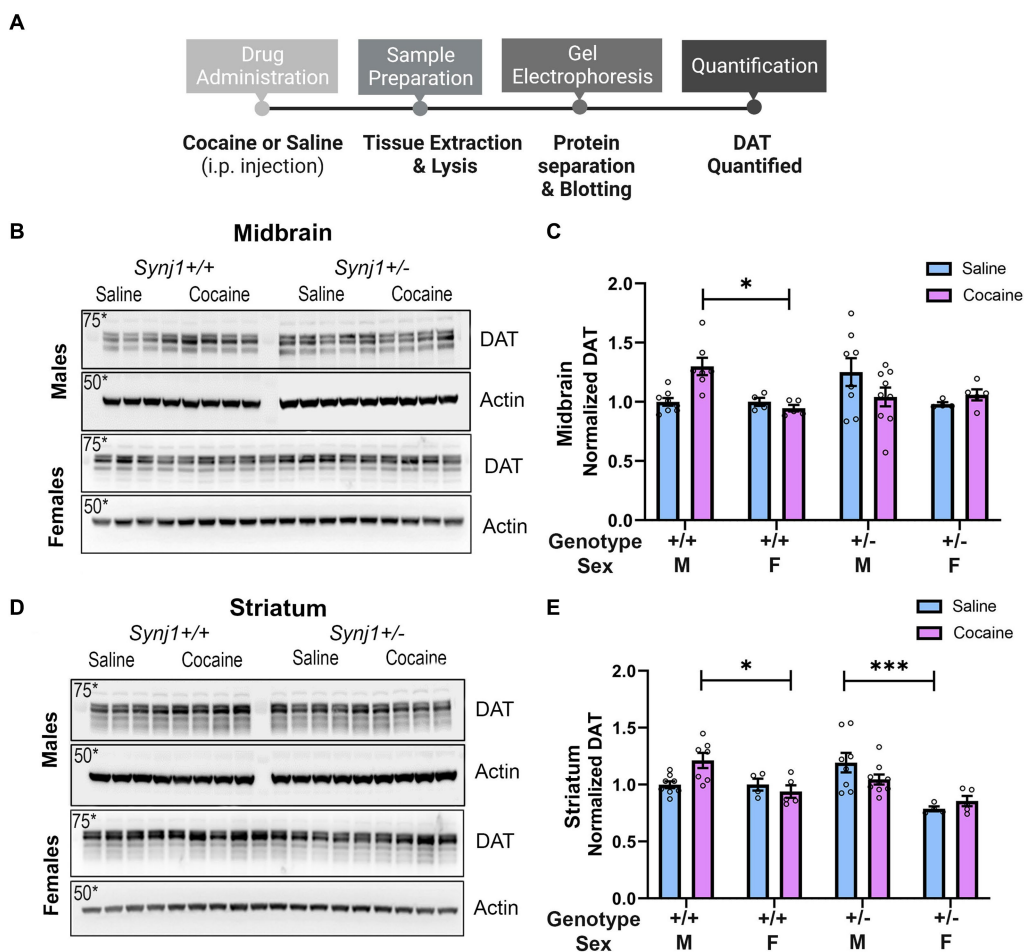 A
Drug
Administration
Sample
Preparation
Gel
Electrophoresis
Quantification
Cocaine or Saline
(i.p. injection)
Tissue Extraction
& Lysis
Protein
separation
& Blotting
DAT
Quantified
B
Midbrain
Synj1+/+ Synj1+/-
Saline Cocaine Saline Cocaine
Males
75*
DAT
50*
Actin
Females
75*
DAT
50*
Actin
C
Saline
Cocaine
*
Midbrain
Normalized DAT
2.0
1.5
1.0
0.5
0.0
Genotype +/+ +/+ +/- +/-
Sex M F M F
D
Striatum
Synj1+/+ Synj1+/-
Saline Cocaine Saline Cocaine
Males
75*
DAT
50*
Actin
Females
75*
DAT
50*
Actin
E
Saline
Cocaine
* ***
Striatum
Normalized DAT
2.0
1.5
1.0
0.5
0.0
Genotype +/+ +/+ +/- +/-
Sex M F M F